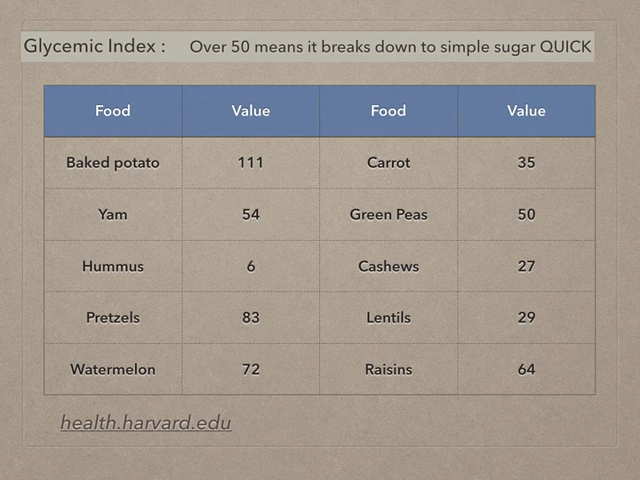 Glycemic Index : Over 50 means it breaks down to simple sugar QUICK
Food Value Food Value
Baked potato 111 Carrot 35
Yam 54 Green Peas 50
Hummus 6 Cashews 27
Pretzels 83 Lentils 29
Watermelon 72 Raisins 64
health.harvard.edu